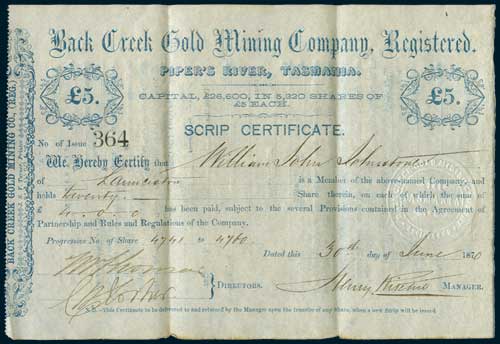 Back Creek Gold Mining Company, Registered.
PIPER'S RIVER, TASMANIA.
CAPITAL, £26,600, IN 5,320 SHARES OF
£5 EACH.
£5.
£5.
SCRIP CERTIFICATE.
No of Issue 364
We Hereby Certify that William John Johnstone
of Launceston is a Member of the above-named Company and
holds Twenty Share therein, on each of which the sum of
has been paid, subject to the several Provisions contained in the Agreement of
Partnership and Rules and Regulations of the Company.
Progressive No of Share 4741 to 4760
Dated this 30th day of June 1870
DIRECTORS.
Henry MANAGER.
N.B.—This Certificate to be delivered to and retained by the Manager upon the transfer of any Share, when a new Scrip will be issued
BACK CREEK GOLD MINING CO., (REG.)